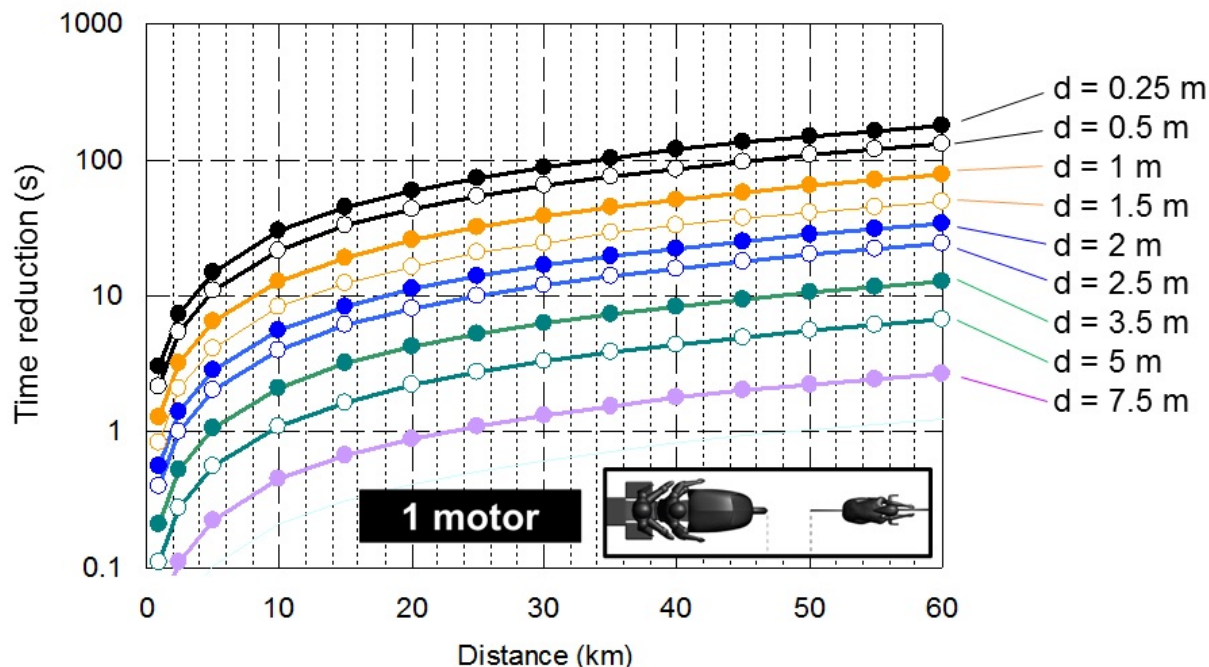 1000
100
10
1
0.1
Time reduction (s)
d = 0.25 m
d = 0.5 m
d = 1 m
d = 1.5 m
d = 2 m
d = 2.5 m
d = 3.5 m
d = 5 m
d = 7.5 m
1 motor
0 10 20 30 40 50 60
Distance (km)